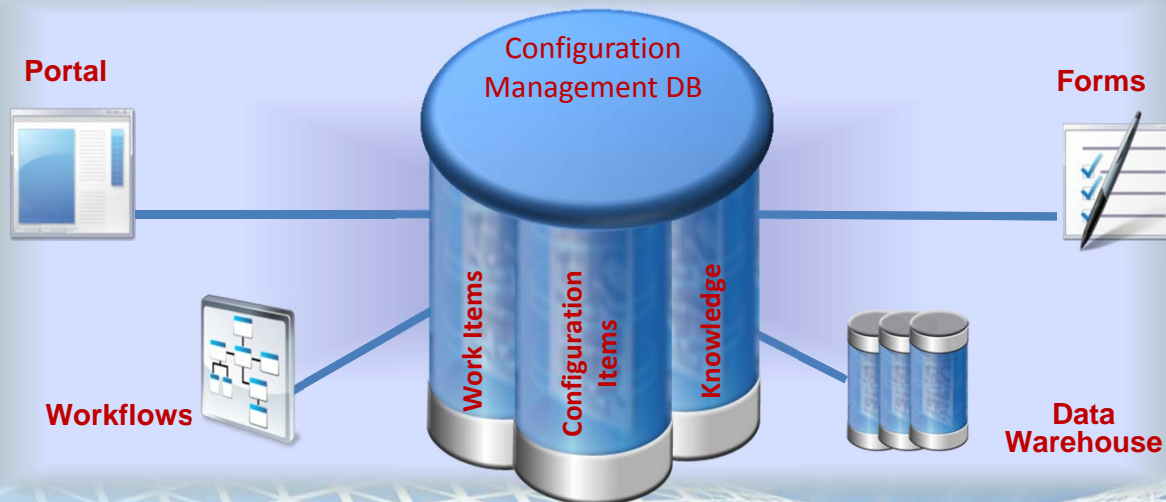 Configuration
Management DB
Portal
Forms
Work Items
Configuration
Items
Knowledge
Workflows
Data
Warehouse